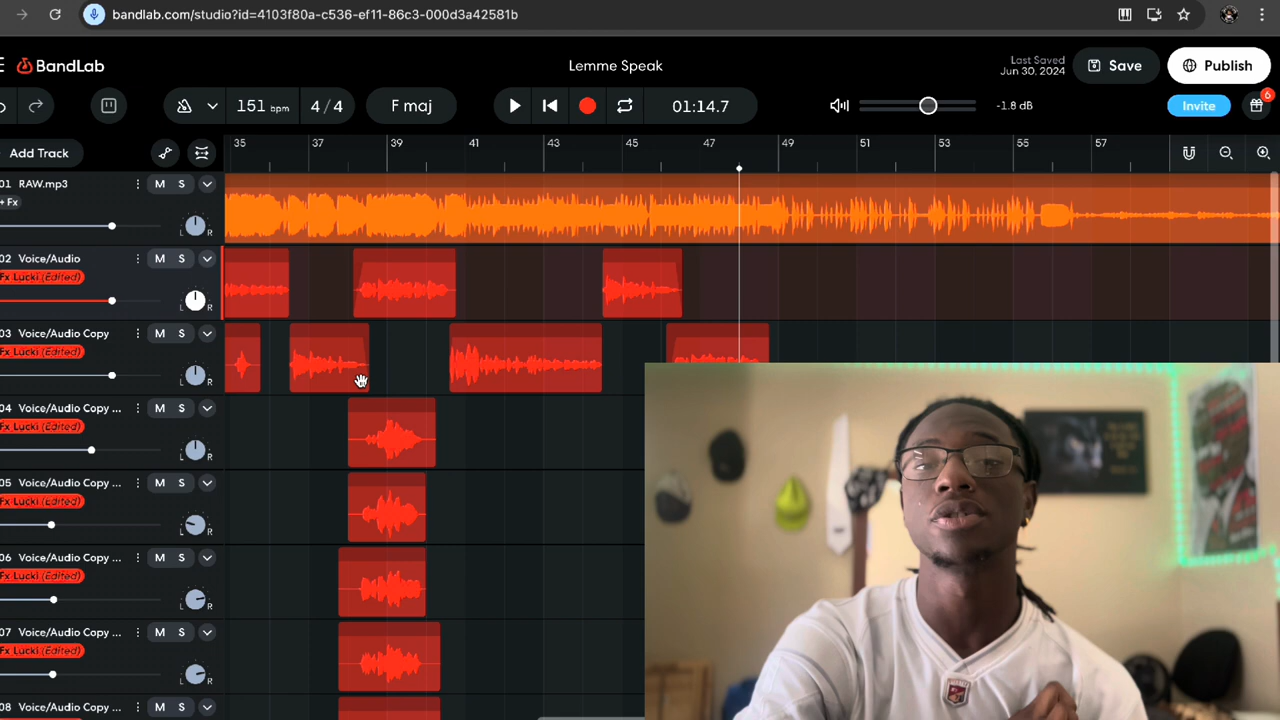 bandlab.com/studio?id=4103f80a-c536-ef11-86c3-000d3a42581b
BandLab
Lemme Speak
Last Saved
Jun 30, 2024
Save
Publish
151 bpm
4/4
F maj
01:14.7
-1.8 dB
Invite
6
Add Track
35 37 39 41 43 45 47 49 51 53 55 57
01 RAW.mp3
M S
+ Fx
L R
02 Voice/Audio
M S
Fx Lucki (Edited)
L R
03 Voice/Audio Copy
M S
Fx Lucki (Edited)
L R
04 Voice/Audio Copy ...
M S
Fx Lucki (Edited)
L R
05 Voice/Audio Copy ...
M S
Fx Lucki (Edited)
L R
06 Voice/Audio Copy ...
M S
Fx Lucki (Edited)
L R
07 Voice/Audio Copy ...
M S
Fx Lucki (Edited)
L R
08 Voice/Audio Copy ...
M S